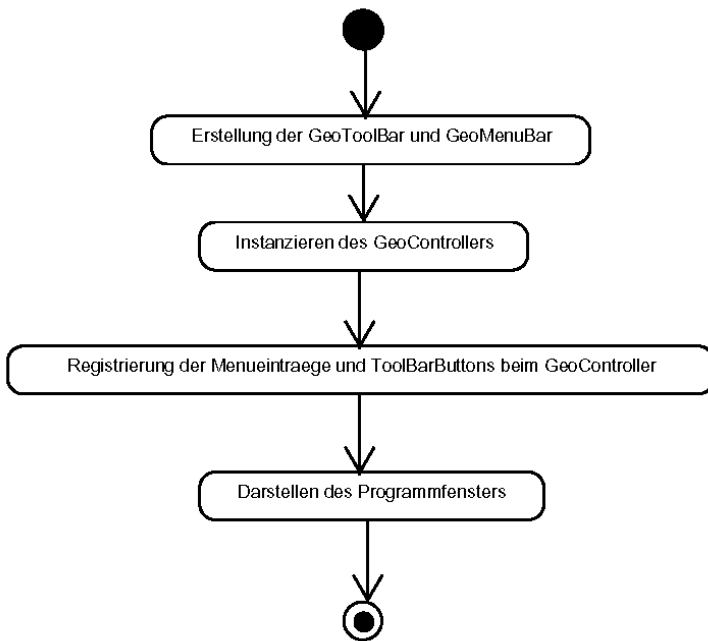 Erstellung der GeoToolBar und GeoMenuBar
Instanzieren des GeoControllers
Registrierung der Menueintraege und ToolBarButtons beim GeoController
Darstellen des Programmfensters